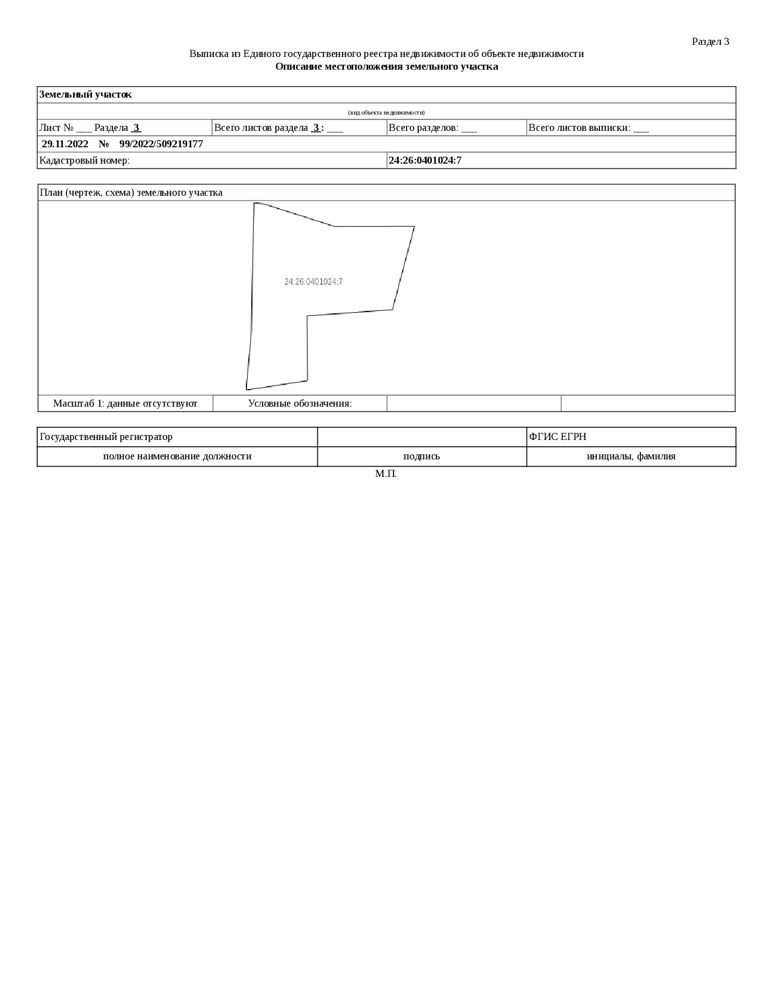 Раздел 3
Выписка из Единого государственного реестра недвижимости об объекте недвижимости
Описание местоположения земельного участка
Земельный участок
(вид объекта недвижимости)
Лист № ___ Раздела 3 Всего листов раздела 3 : ___ Всего разделов: ___ Всего листов выписки: ___
29.11.2022 № 99/2022/509219177
Кадастровый номер: 24:26:0401024:7
План (чертеж, схема) земельного участка
24:26:0401024:7
Масштаб 1: данные отсутствуют Условные обозначения:
Государственный регистратор ФГИС ЕГРН
полное наименование должности подпись инициалы, фамилия
М.П.